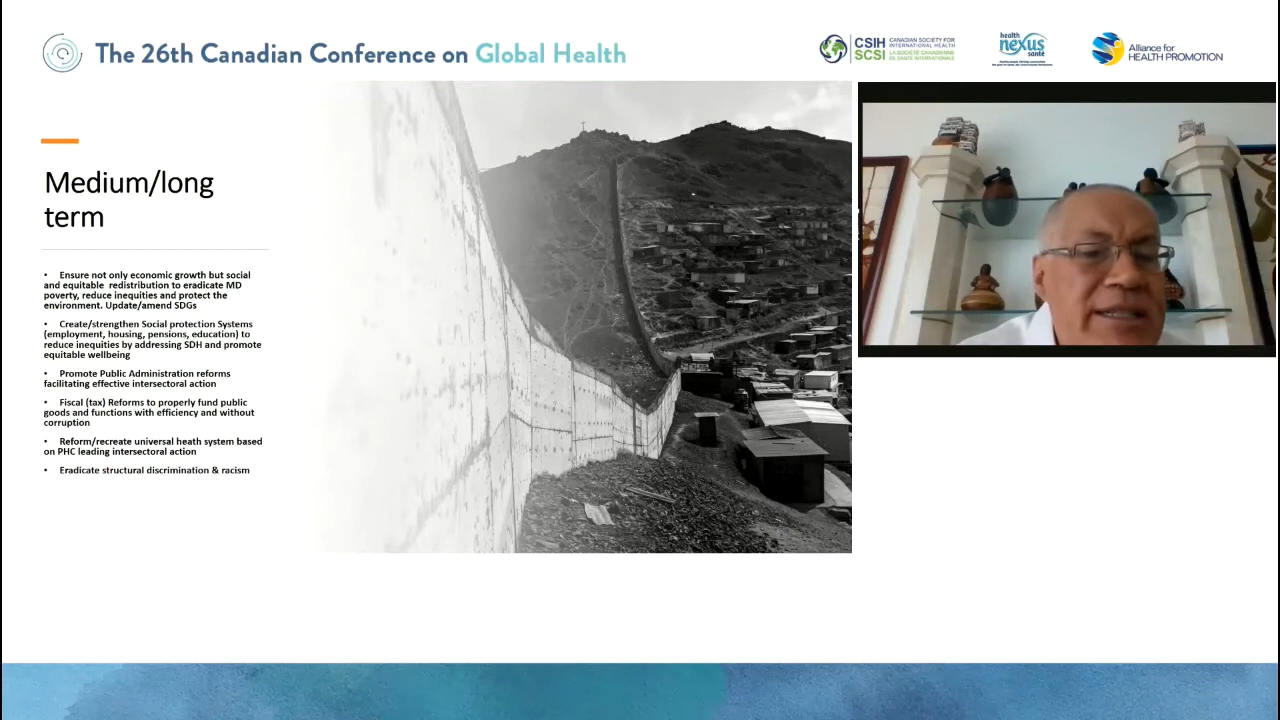 The 26th Canadian Conference on Global Health
CSIH
SCSI
CANADIAN SOCIETY FOR
INTERNATIONAL HEALTH
LA SOCIÉTÉ CANADIENNE
DE SANTÉ INTERNATIONALE
health
nexus
santé
Alliance for
HEALTH PROMOTION
Medium/long
term
• Ensure not only economic growth but social
and equitable redistribution to eradicate MD
poverty, reduce inequities and protect the
environment. Update/amend SDGs
• Create/strengthen Social protection Systems
(employment, housing, pensions, education) to
reduce inequities by addressing SDH and promote
equitable wellbeing
• Promote Public Administration reforms
facilitating effective intersectoral action
• Fiscal (tax) Reforms to properly fund public
goods and functions with efficiency and without
corruption
• Reform/recreate universal heath system based
on PHC leading intersectoral action
• Eradicate structural discrimination & racism